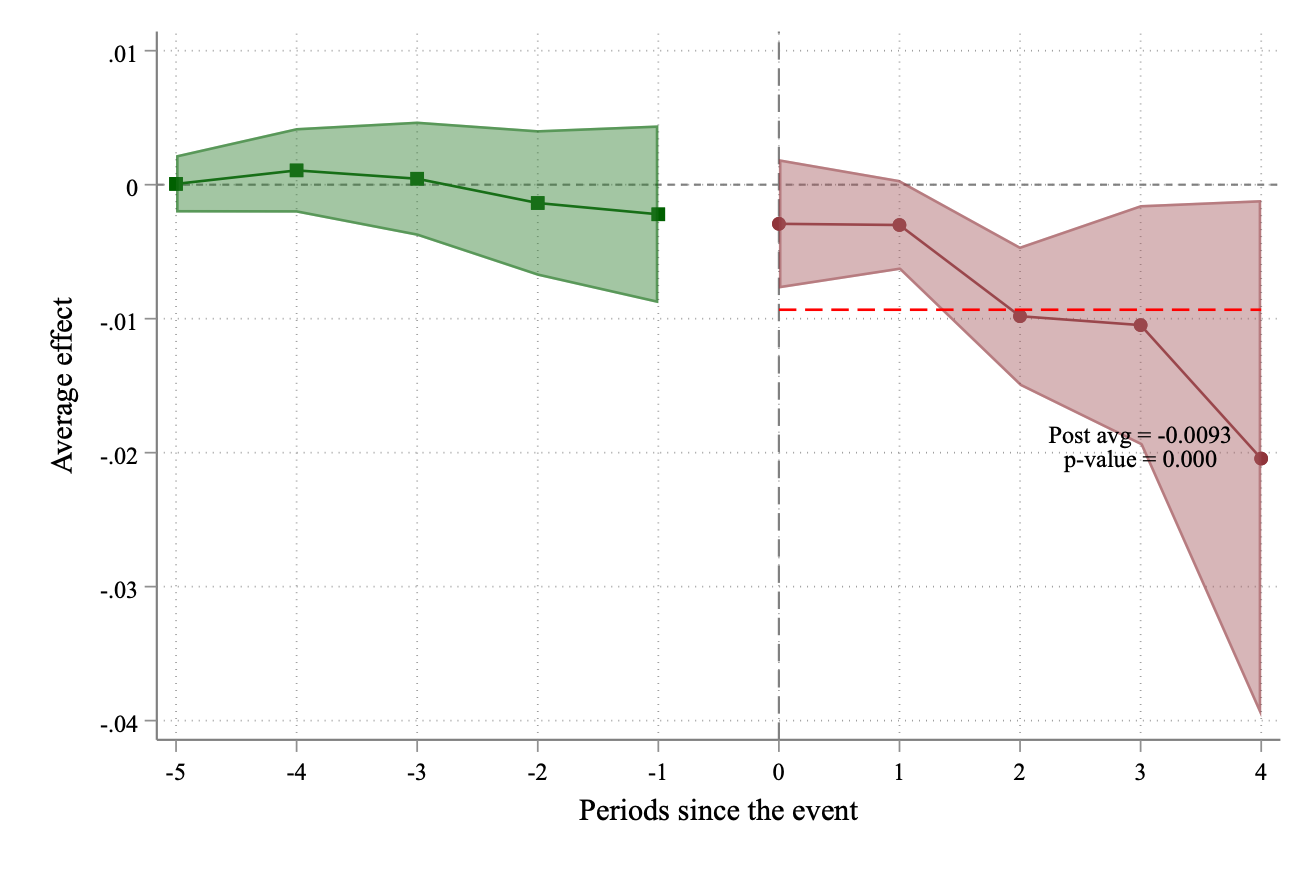 .01
0
-.01
-.02
-.03
-.04
Average effect
Post avg = -0.0093
p-value = 0.000
-5 -4 -3 -2 -1 0 1 2 3 4
Periods since the event